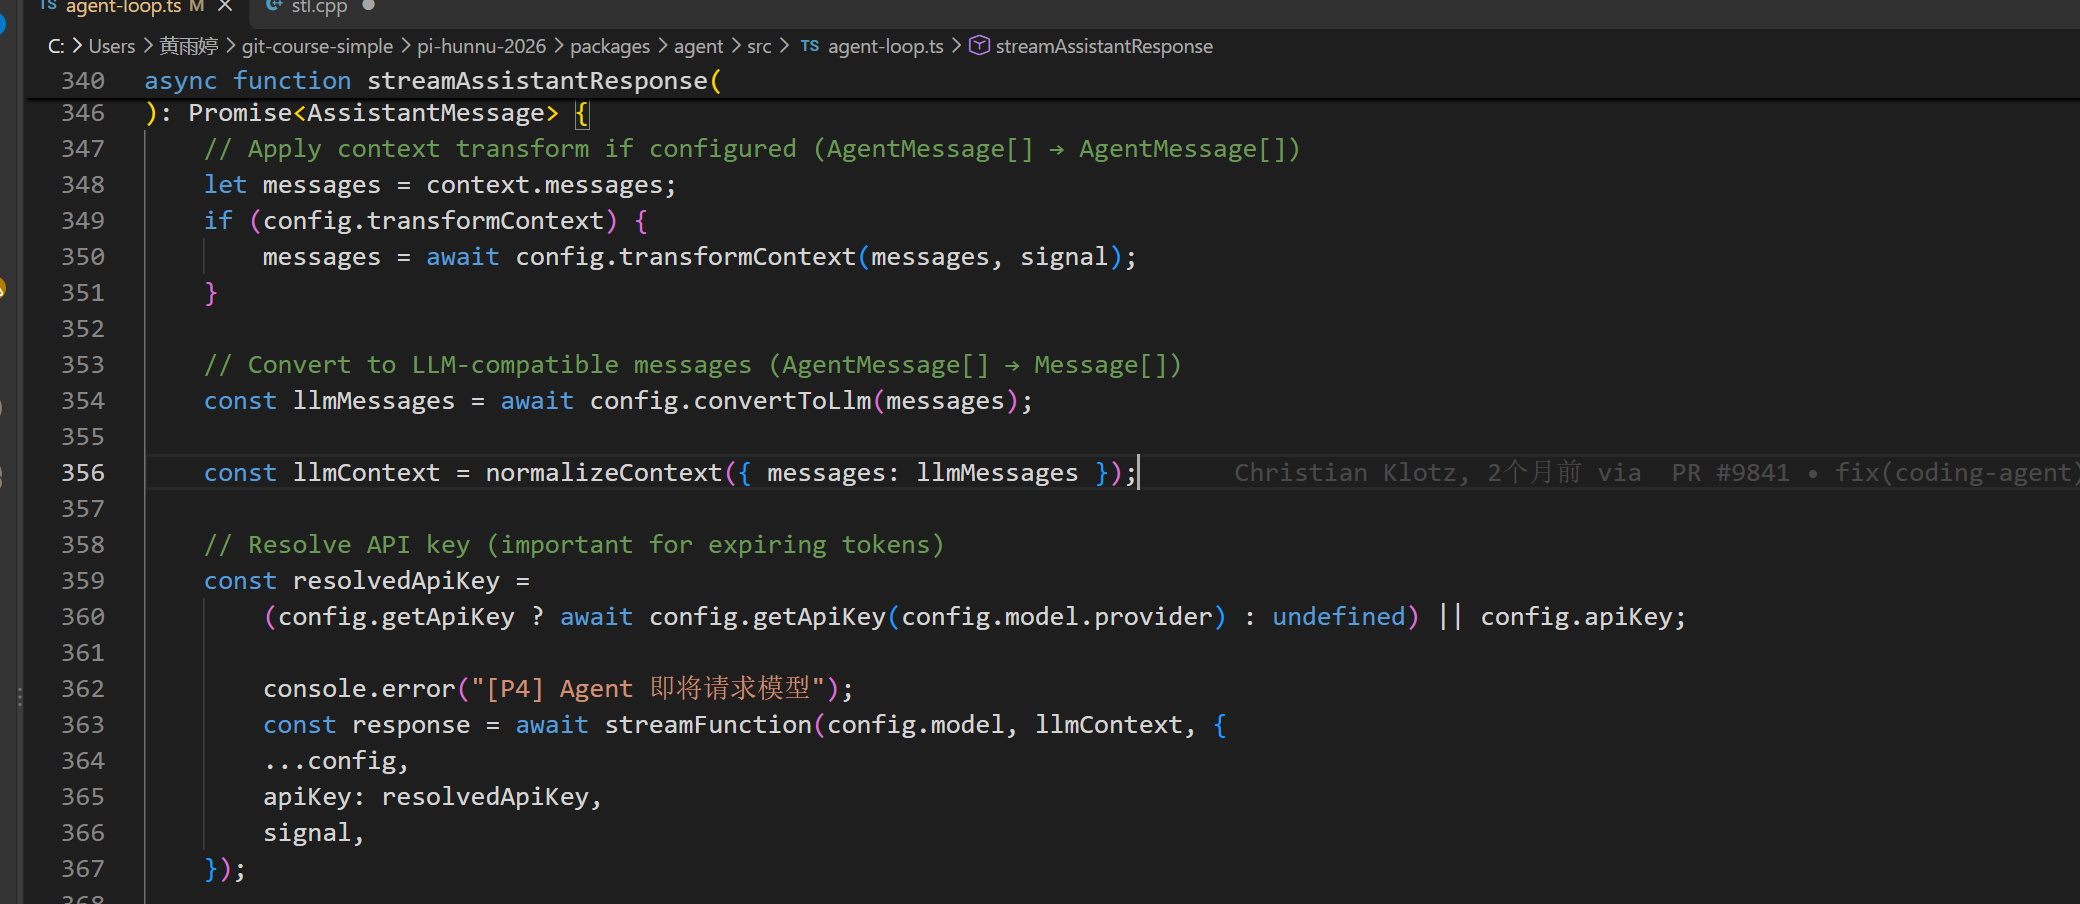 TS agent-loop.ts M × stl.cpp ●
C: > Users > 黄雨婷 > git-course-simple > pi-hunnu-2026 > packages > agent > src > TS agent-loop.ts > streamAssistantResponse
340 async function streamAssistantResponse(
346 ): Promise<AssistantMessage> {
347 // Apply context transform if configured (AgentMessage[] → AgentMessage[])
348 let messages = context.messages;
349 if (config.transformContext) {
350 messages = await config.transformContext(messages, signal);
351 }
352
353 // Convert to LLM-compatible messages (AgentMessage[] → Message[])
354 const llmMessages = await config.convertToLlm(messages);
355
356 const llmContext = normalizeContext({ messages: llmMessages }); Christian Klotz, 2个月前 via PR #9841 • fix(coding-agent)
357
358 // Resolve API key (important for expiring tokens)
359 const resolvedApiKey =
360 (config.getApiKey ? await config.getApiKey(config.model.provider) : undefined) || config.apiKey;
361
362 console.error("[P4] Agent 即将请求模型");
363 const response = await streamFunction(config.model, llmContext, {
364 ...config,
365 apiKey: resolvedApiKey,
366 signal,
367 });
368